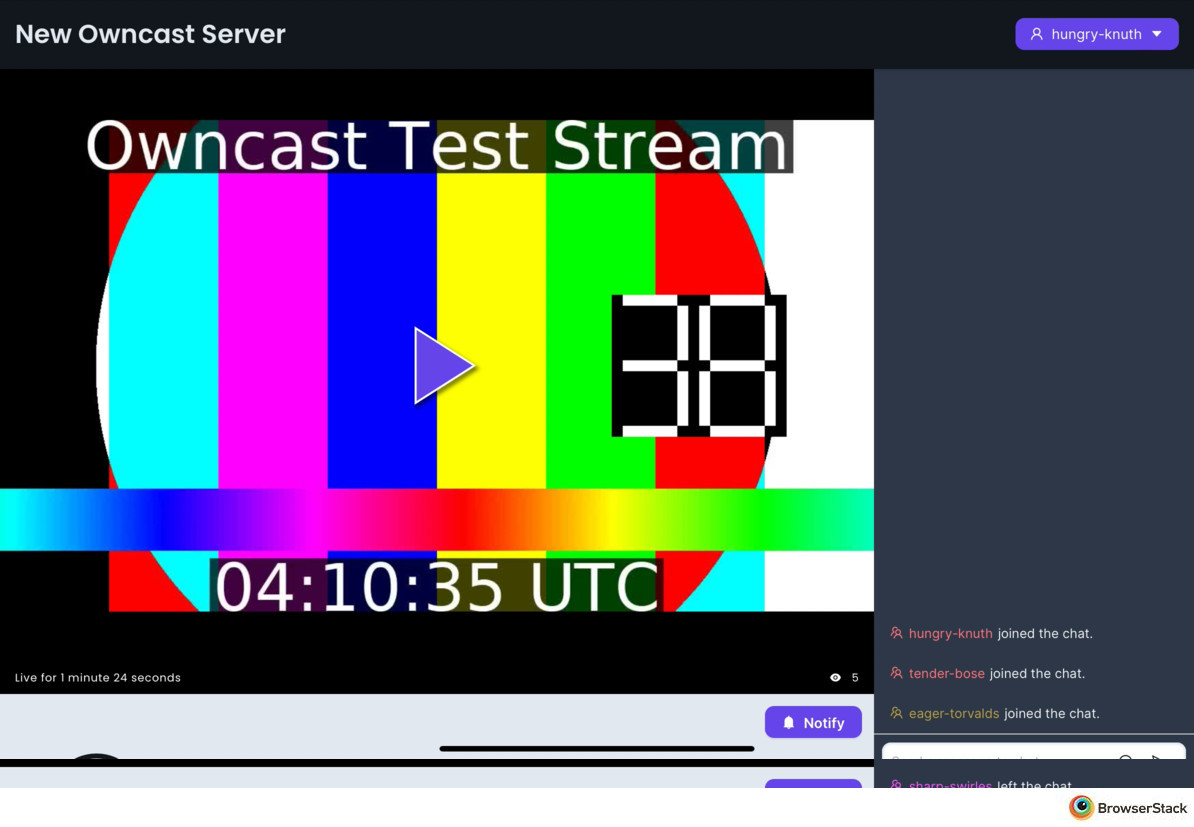 New Owncast Server
hungry-knuth
Owncast Test Stream
38
04:10:35 UTC
Live for 1 minute 24 seconds
5
Notify
hungry-knuth joined the chat.
tender-bose joined the chat.
eager-torvalds joined the chat.
sharp-swirles left the chat
BrowserStack